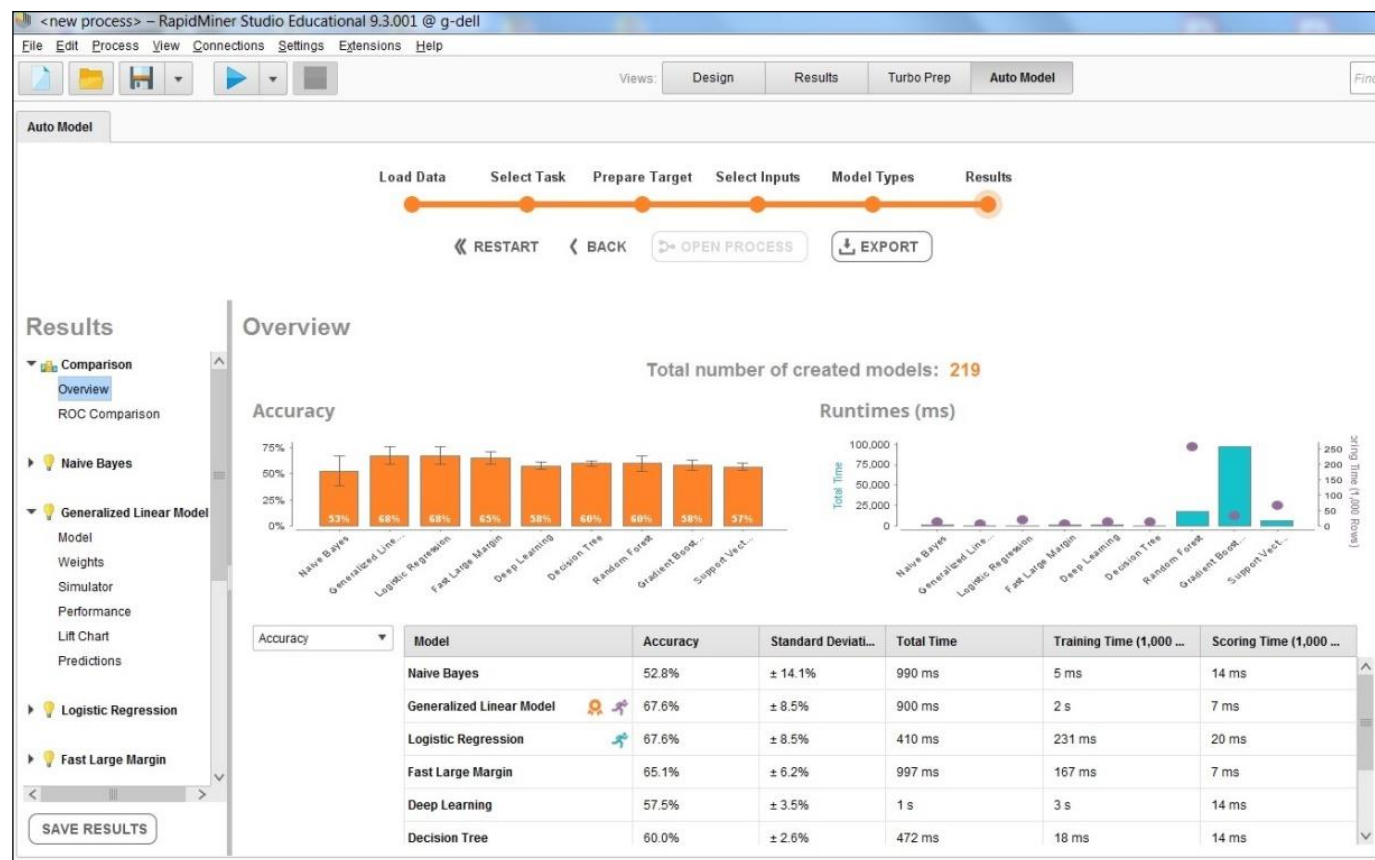 <new process> – RapidMiner Studio Educational 9.3.001 @ g-dell
File Edit Process View Connections Settings Extensions Help
Views: Design Results Turbo Prep Auto Model
Auto Model
Load Data Select Task Prepare Target Select Inputs Model Types Results
RESTART BACK OPEN PROCESS EXPORT
Results
Comparison
Overview
ROC Comparison
Naive Bayes
Generalized Linear Model
Model
Weights
Simulator
Performance
Lift Chart
Predictions
Logistic Regression
Fast Large Margin
SAVE RESULTS
Overview
Total number of created models: 219
Accuracy
75%
50%
25%
0%
53% 68% 68% 65% 58% 60% 60% 58% 57%
Naive Bayes
Generalized Line...
Logistic Regression
Fast Large Margin
Deep Learning
Decision Tree
Random Forest
Gradient Boost...
Support Vect...
Runtimes (ms)
Total Time
100,000
75,000
50,000
25,000
0
250
200
150
100
50
0
Time (1,000 Rows)
Naive Bayes
Generalized Line...
Logistic Regression
Fast Large Margin
Deep Learning
Decision Tree
Random Forest
Gradient Boost...
Support Vect...
Accuracy
Model Accuracy Standard Deviati... Total Time Training Time (1,000 ... Scoring Time (1,000 ...
Naive Bayes 52.8% ± 14.1% 990 ms 5 ms 14 ms
Generalized Linear Model 67.6% ± 8.5% 900 ms 2 s 7 ms
Logistic Regression 67.6% ± 8.5% 410 ms 231 ms 20 ms
Fast Large Margin 65.1% ± 6.2% 997 ms 167 ms 7 ms
Deep Learning 57.5% ± 3.5% 1 s 3 s 14 ms
Decision Tree 60.0% ± 2.6% 472 ms 18 ms 14 ms